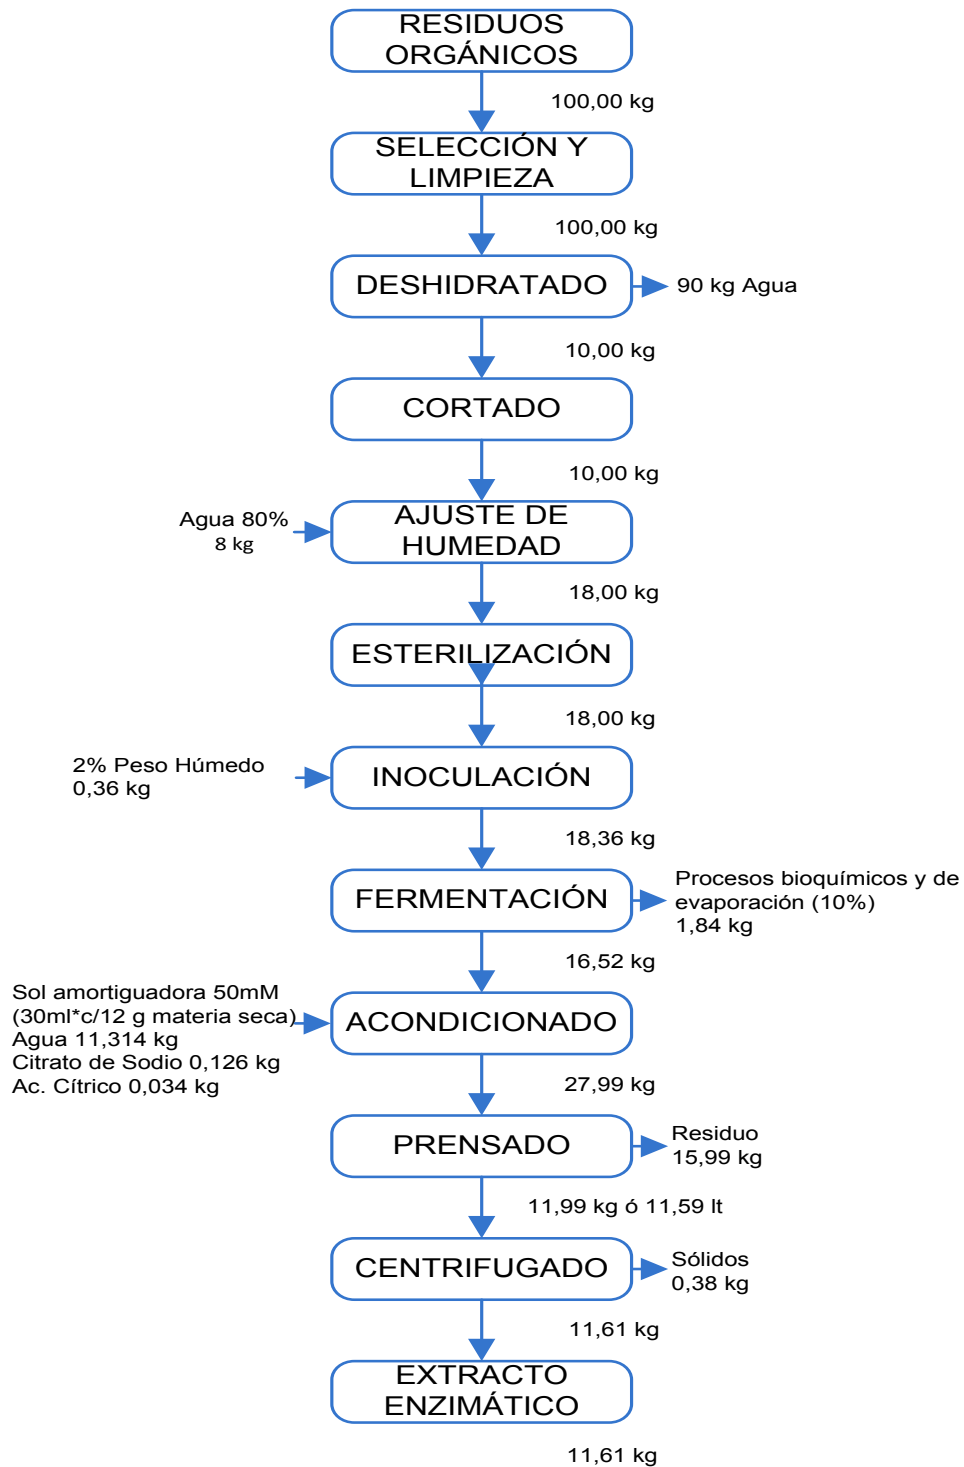 RESIDUOS
ORGÁNICOS
100,00 kg
SELECCIÓN Y
LIMPIEZA
100,00 kg
DESHIDRATADO
90 kg Agua
10,00 kg
CORTADO
10,00 kg
Agua 80%
8 kg
AJUSTE DE
HUMEDAD
18,00 kg
ESTERILIZACIÓN
18,00 kg
2% Peso Húmedo
0,36 kg
INOCULACIÓN
18,36 kg
FERMENTACIÓN
Procesos bioquímicos y de
evaporación (10%)
1,84 kg
16,52 kg
Sol amortiguadora 50mM
(30ml*c/12 g materia seca)
Agua 11,314 kg
Citrato de Sodio 0,126 kg
Ac. Cítrico 0,034 kg
ACONDICIONADO
27,99 kg
PRENSADO
Residuo
15,99 kg
11,99 kg ó 11,59 lt
CENTRIFUGADO
Sólidos
0,38 kg
11,61 kg
EXTRACTO
ENZIMÁTICO
11,61 kg